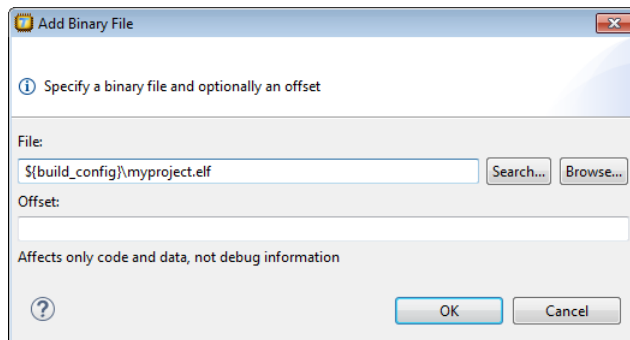 Add Binary File
Specify a binary file and optionally an offset
File:
${build_config}\myproject.elf
Search...
Browse...
Offset:
Affects only code and data, not debug information
OK
Cancel